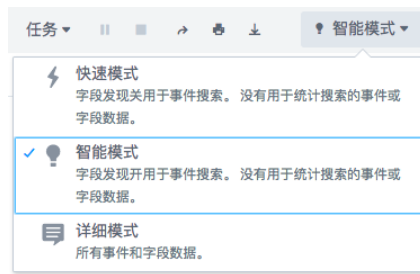 任务 智能模式
快速模式
字段发现关用于事件搜索。 没有用于统计搜索的事件或
字段数据。
智能模式
字段发现开用于事件搜索。 没有用于统计搜索的事件或
字段数据。
详细模式
所有事件和字段数据。